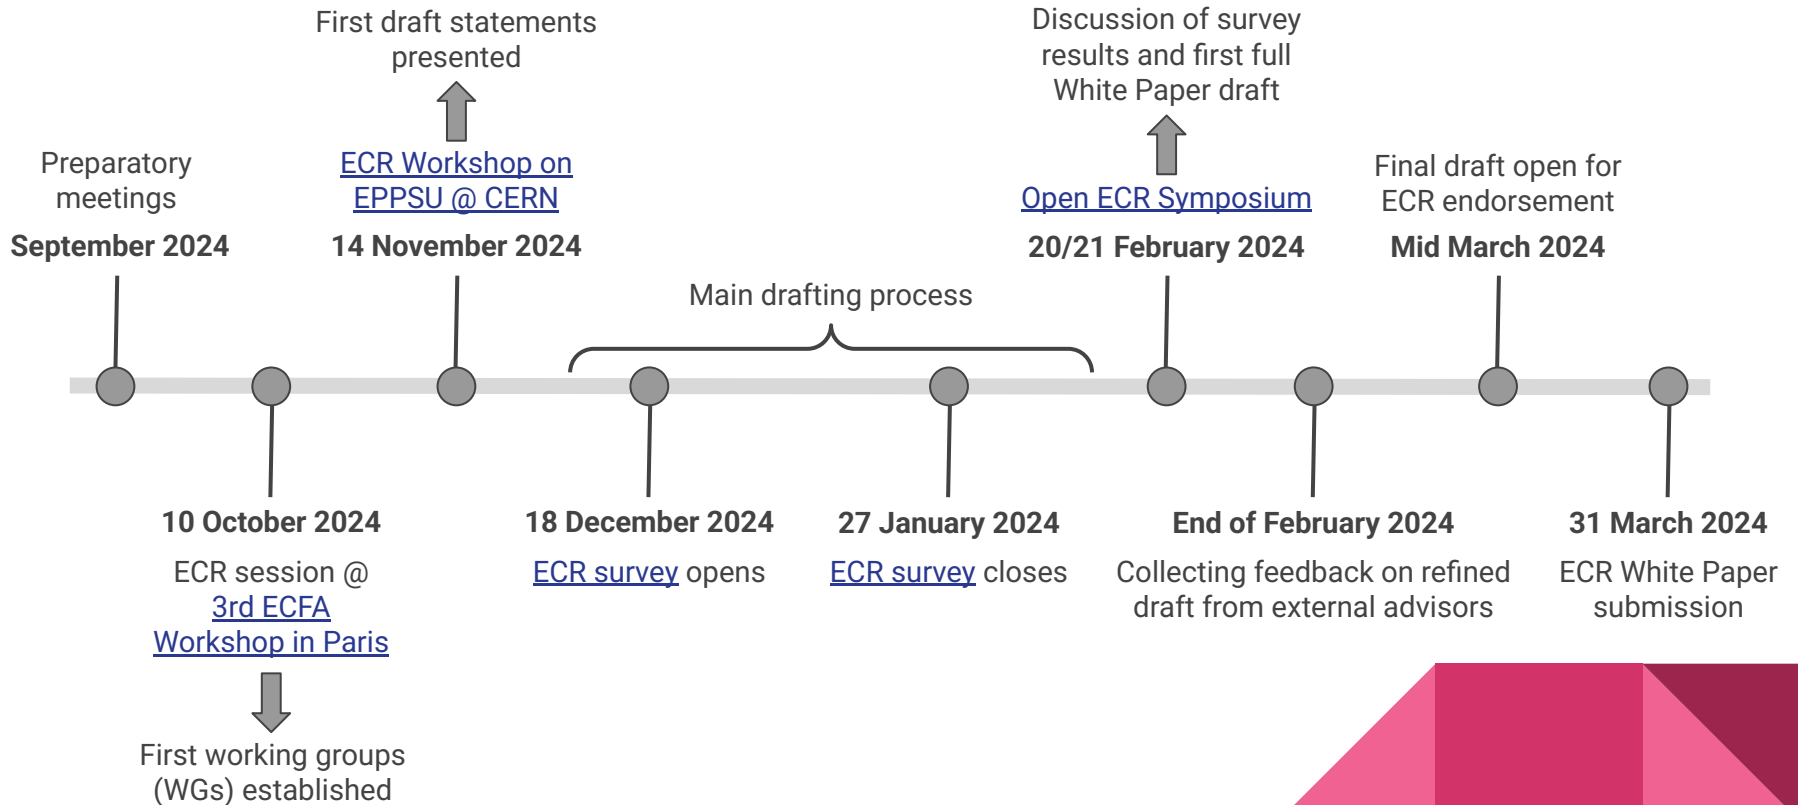 First draft statements
presented
ECR Workshop on
EPPSU @ CERN
14 November 2024
Preparatory
meetings
September 2024
Discussion of survey
results and first full
White Paper draft
Open ECR Symposium
20/21 February 2024
Final draft open for
ECR endorsement
Mid March 2024
Main drafting process
10 October 2024
ECR session @
3rd ECFA
Workshop in Paris
First working groups
(WGs) established
18 December 2024
ECR survey opens
27 January 2024
ECR survey closes
End of February 2024
Collecting feedback on refined
draft from external advisors
31 March 2024
ECR White Paper
submission